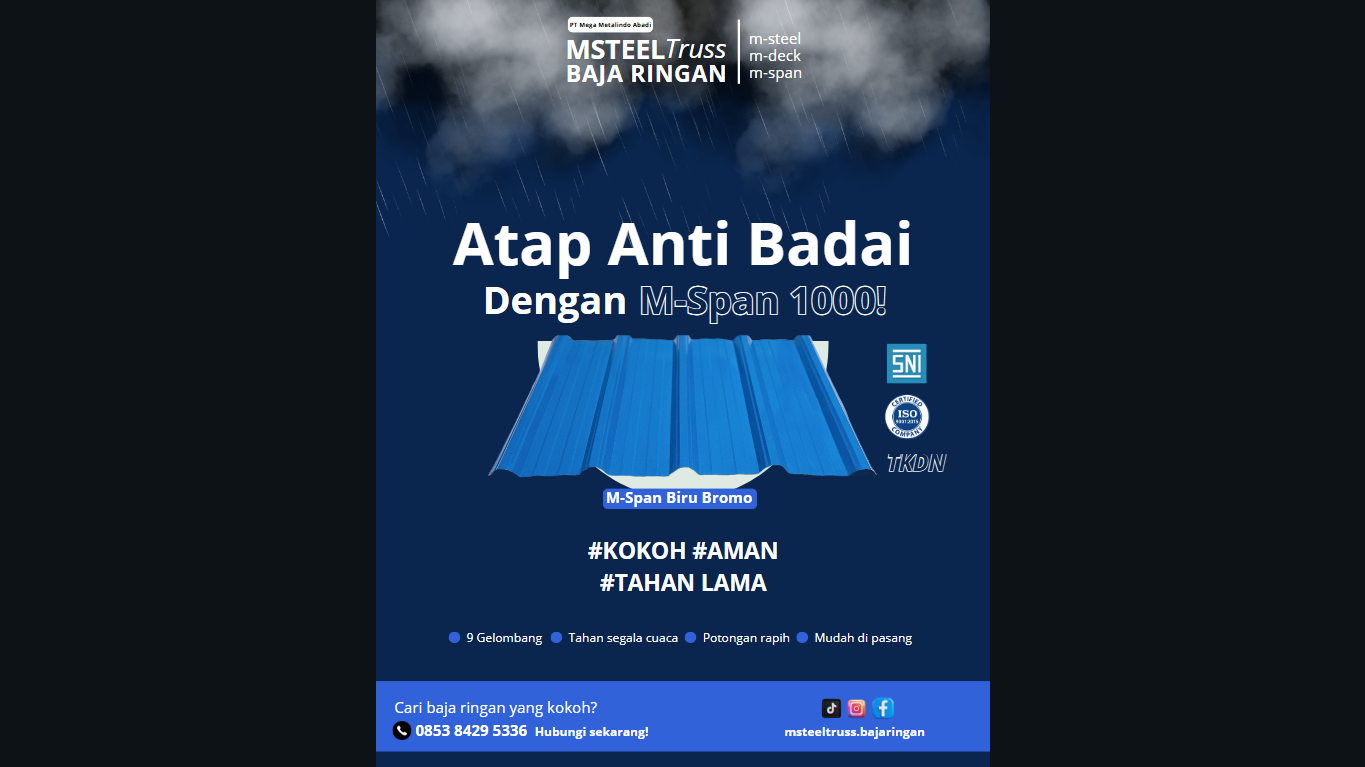 PT Mega Metalindo Abadi
MSTEELTruss
BAJA RINGAN
m-steel
m-deck
m-span
Atap Anti Badai
Dengan M-Span 1000!
SNI
CERTIFIED
ISO
9001:2015
COMPANY
TKDN
M-Span Biru Bromo
#KOKOH #AMAN
#TAHAN LAMA
9 Gelombang Tahan segala cuaca Potongan rapih Mudah di pasang
Cari baja ringan yang kokoh?
0853 8429 5336 Hubungi sekarang!
msteeltruss.bajaringan